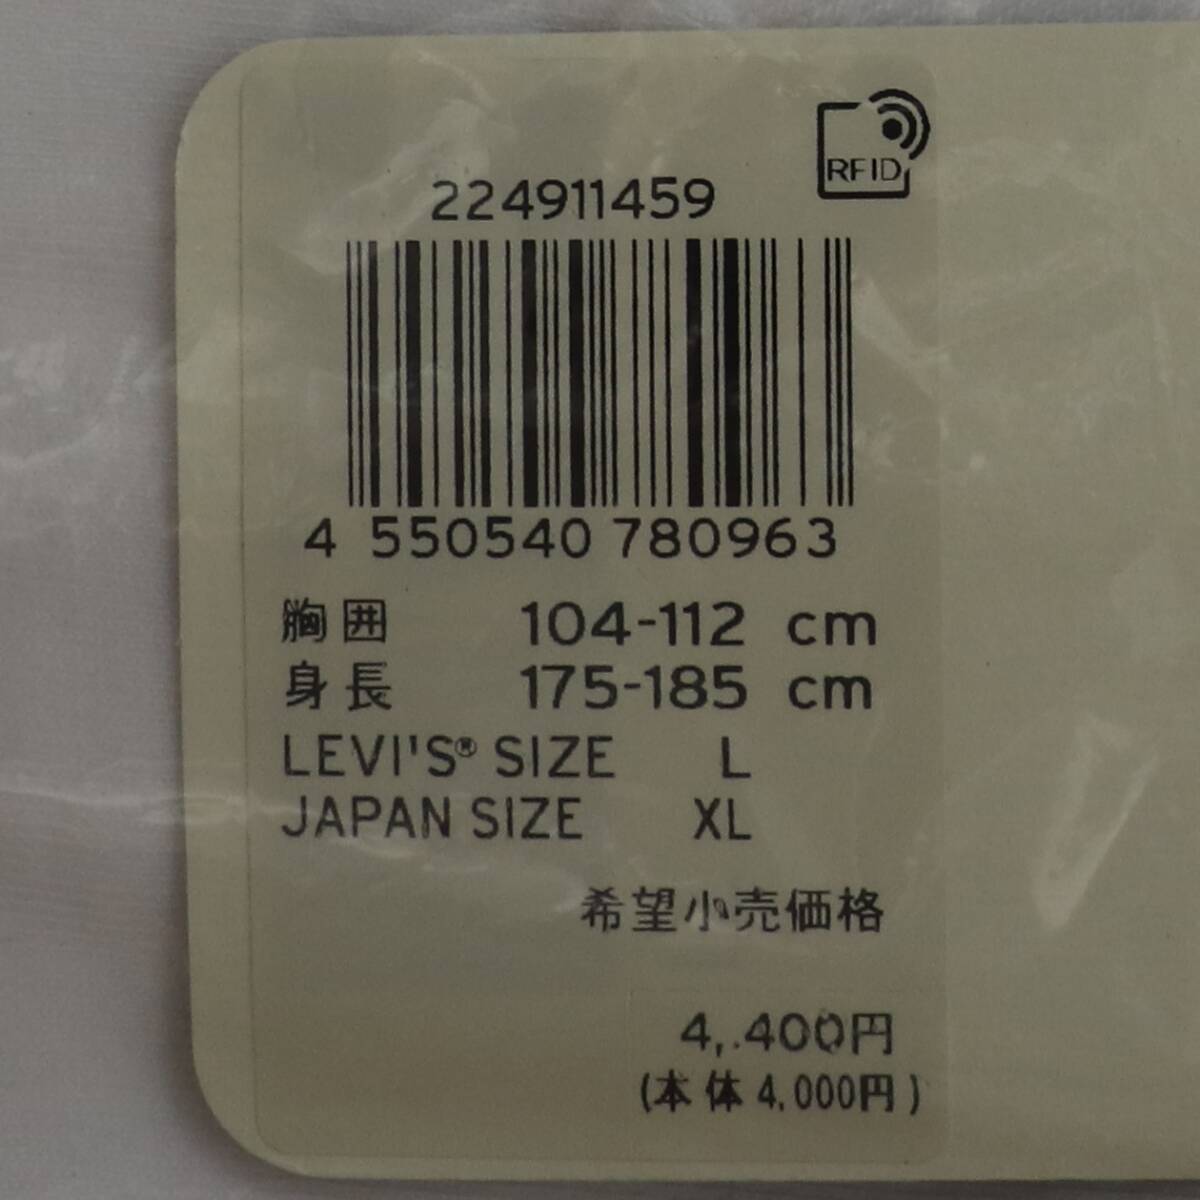 RFID
224911459
4 550540 780963
胸囲 104-112 cm
身長 175-185 cm
LEVI'S® SIZE L
JAPAN SIZE XL
希望小売価格
4,.400円
(本体4,000円)